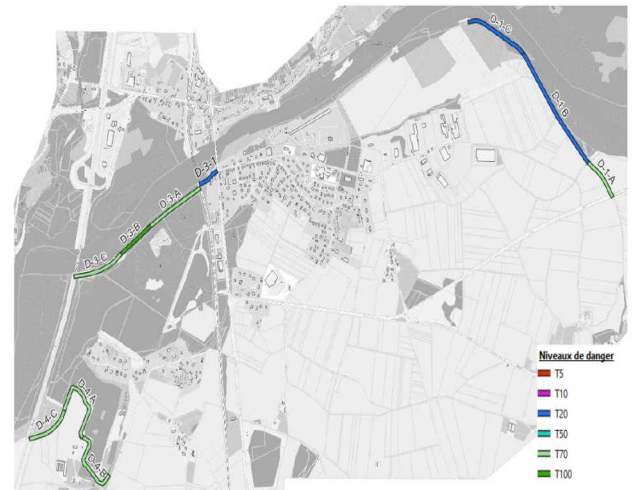 D-1-C
D-1-B
D-1-A
D-3-1
D-3-A
D-3-B
D-3-C
D-4-A
D-4-C
D-4-B
Niveaux de danger
T5
T10
T20
T50
T70
T100